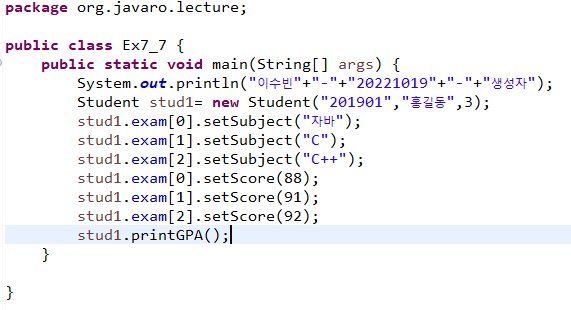 package org.javaro.lecture;
public class Ex7_7 {
public static void main(String[] args) {
System.out.println("이수빈"+"-"+"20221019"+"-"+"생성자");
Student stud1= new Student("201901","홍길동",3);
stud1.exam[0].setSubject("자바");
stud1.exam[1].setSubject("C");
stud1.exam[2].setSubject("C++");
stud1.exam[0].setScore(88);
stud1.exam[1].setScore(91);
stud1.exam[2].setScore(92);
stud1.printGPA();
}
}